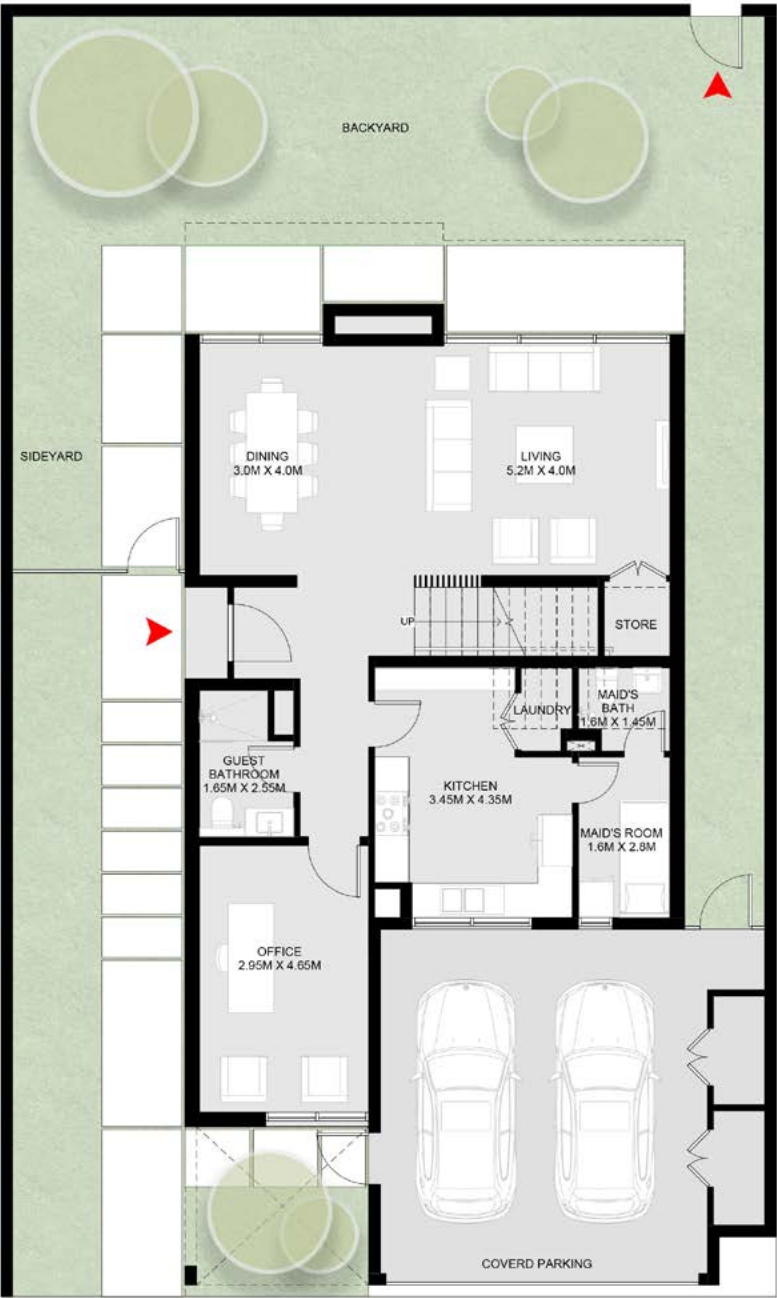 BACKYARD
SIDEYARD
DINING
3.0M X 4.0M
LIVING
5.2M X 4.0M
UP
STORE
LAUNDRY
MAID'S
BATH
1.6M X 1.45M
GUEST
BATHROOM
1.65M X 2.55M
KITCHEN
3.45M X 4.35M
MAID'S ROOM
1.6M X 2.8M
OFFICE
2.95M X 4.65M
COVERD PARKING